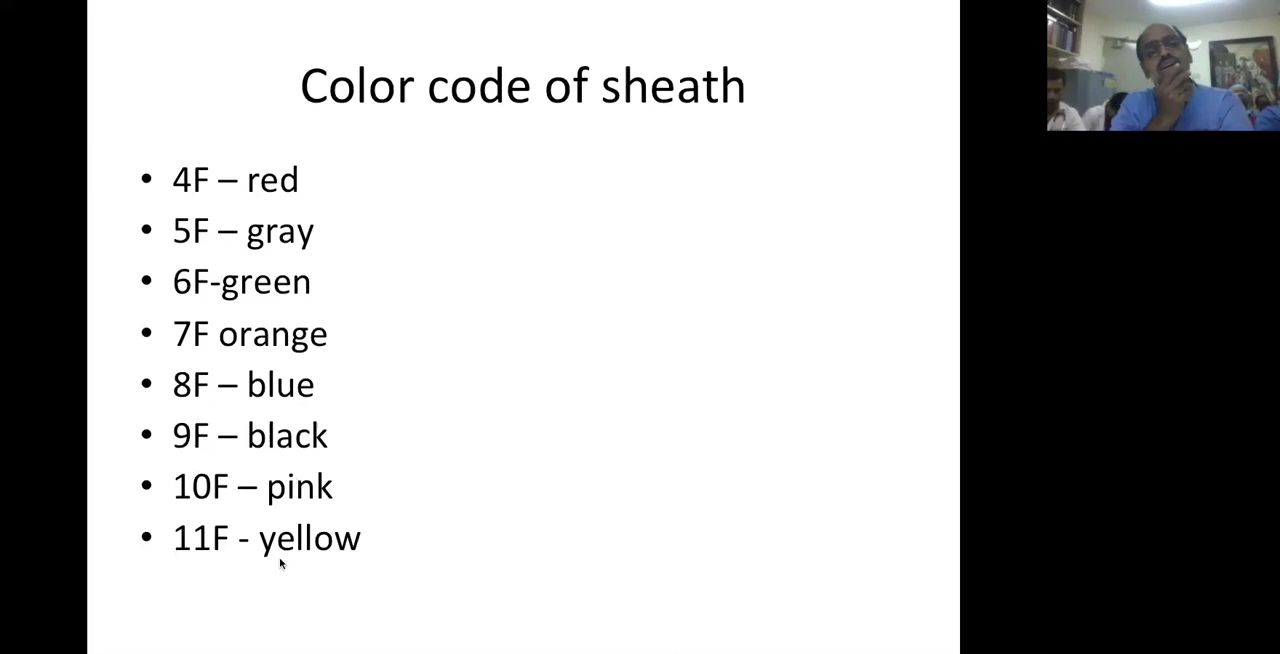 Color code of sheath
• 4F – red
• 5F – gray
• 6F-green
• 7F orange
• 8F – blue
• 9F – black
• 10F – pink
• 11F - yellow